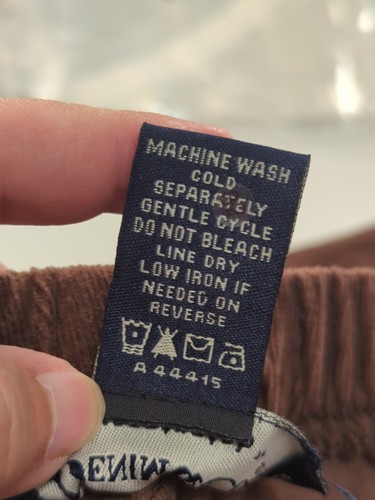 MACHINE WASH
COLD
SEPARATELY
GENTLE CYCLE
DO NOT BLEACH
LINE DRY
LOW IRON IF
NEEDED ON
REVERSE
A 44415